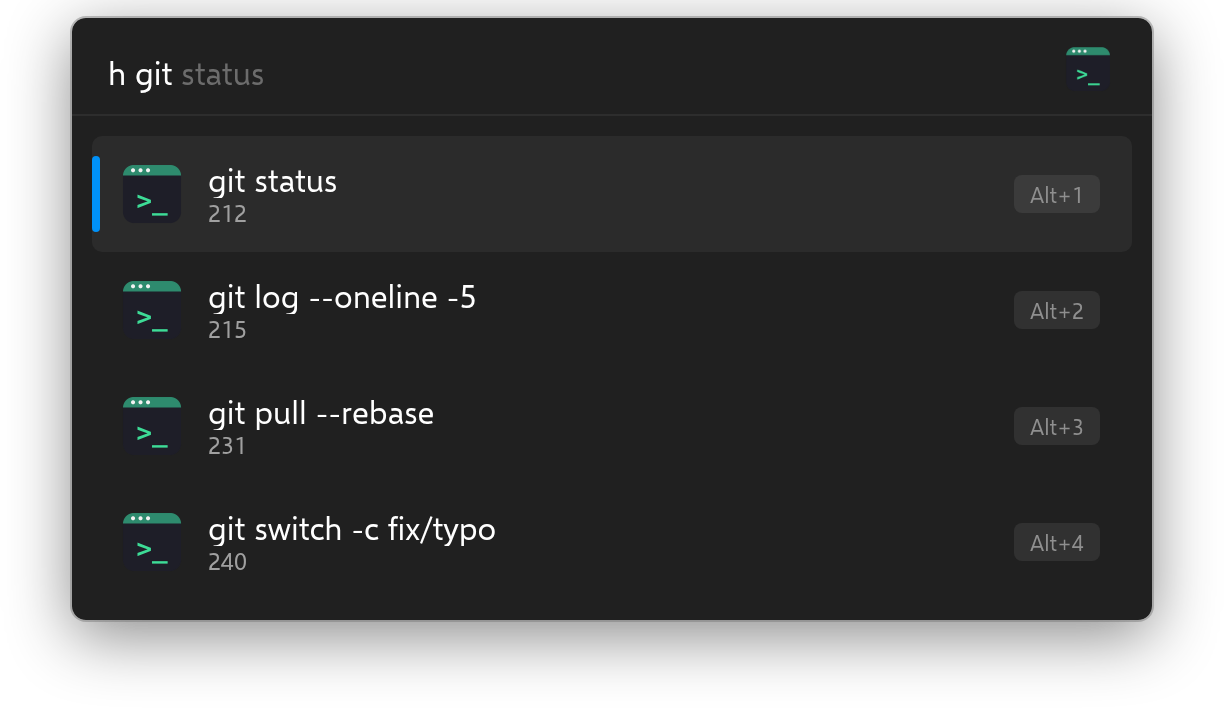 h git status
>_
git status
212
Alt+1
>_
git log --oneline -5
215
Alt+2
>_
git pull --rebase
231
Alt+3
>_
git switch -c fix/typo
240
Alt+4
>_